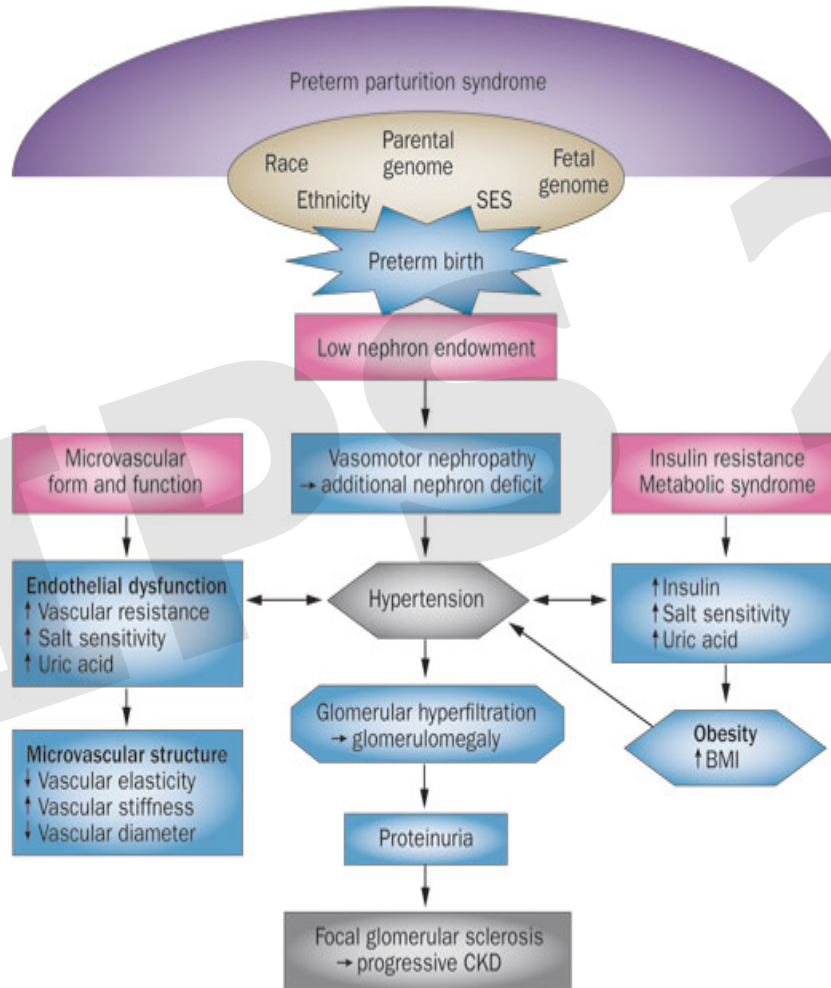 Preterm parturition syndrome
Parental
genome
Race
Fetal
genome
Ethnicity
SES
Preterm birth
Low nephron endowment
Microvascular
form and function
Vasomotor nephropathy
→ additional nephron deficit
Insulin resistance
Metabolic syndrome
Endothelial dysfunction
↑ Vascular resistance
↑ Salt sensitivity
↑ Uric acid
Hypertension
↑ Insulin
↑ Salt sensitivity
↑ Uric acid
Microvascular structure
↓ Vascular elasticity
↑ Vascular stiffness
↓ Vascular diameter
Glomerular hyperfiltration
→ glomerulomegaly
Obesity
↑ BMI
Proteinuria
Focal glomerular sclerosis
→ progressive CKD